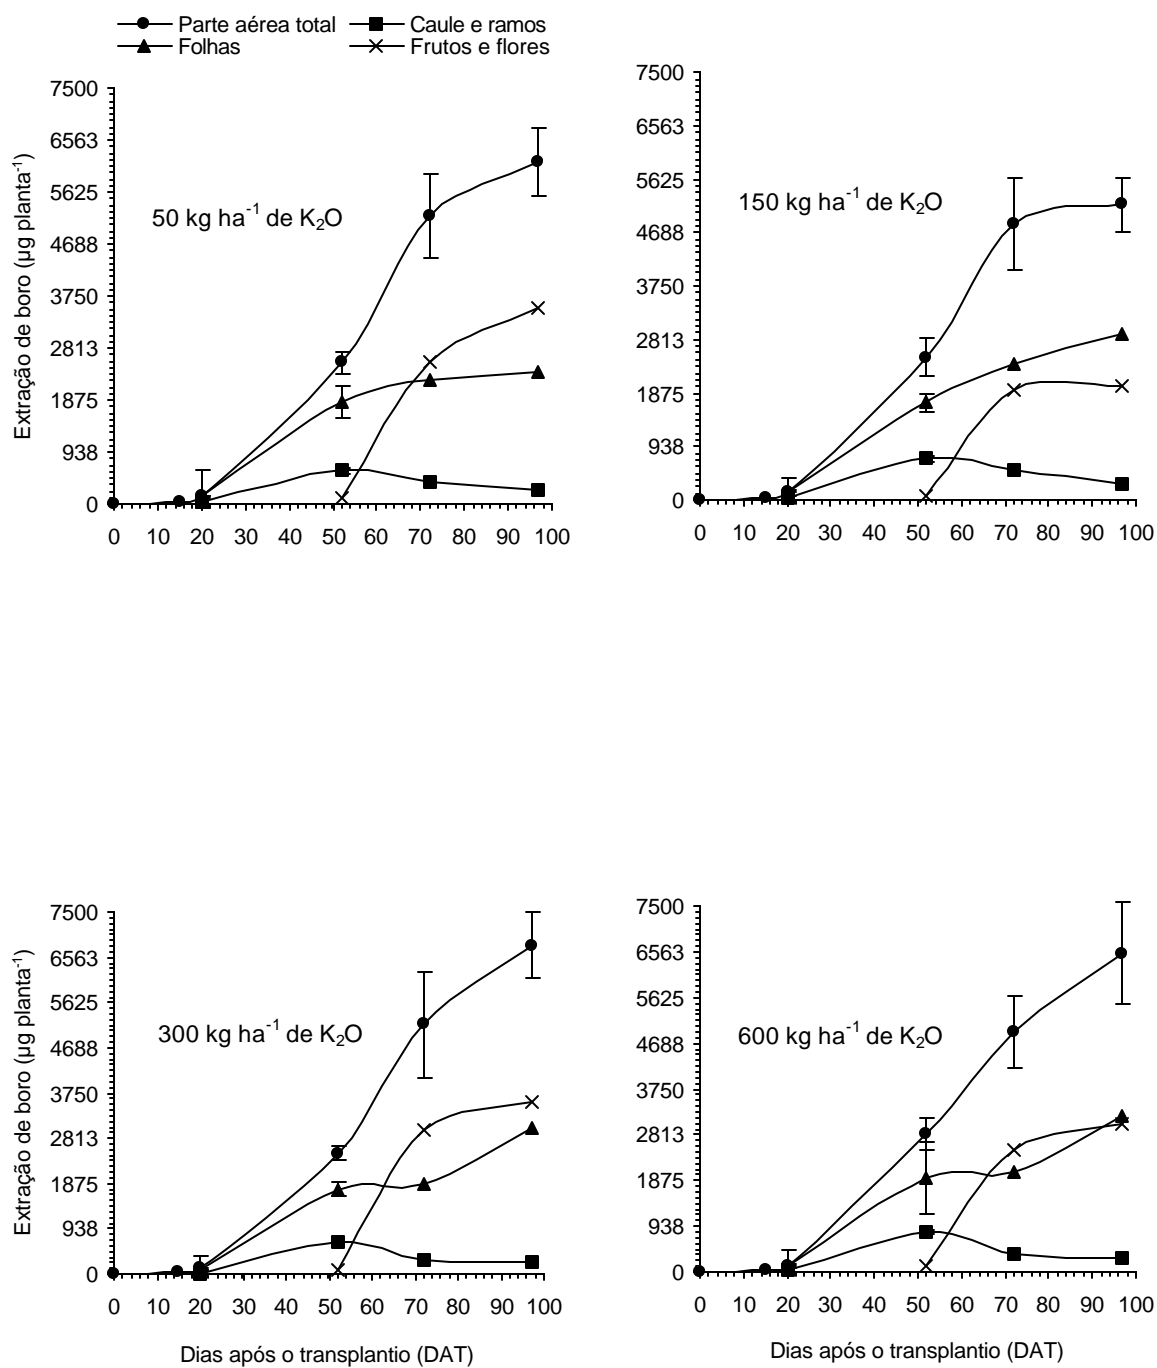 Parte aérea total Caule e ramos
Folhas Frutos e flores
Extração de boro (µg planta⁻¹)
7500
6563
5625
4688
3750
2813
1875
938
0
50 kg ha⁻¹ de K₂O
0 10 20 30 40 50 60 70 80 90 100
7500
6563
5625
4688
3750
2813
1875
938
0
150 kg ha⁻¹ de K₂O
0 10 20 30 40 50 60 70 80 90 100
Extração de boro (µg planta⁻¹)
7500
6563
5625
4688
3750
2813
1875
938
0
300 kg ha⁻¹ de K₂O
0 10 20 30 40 50 60 70 80 90 100
Dias após o transplantio (DAT)
7500
6563
5625
4688
3750
2813
1875
938
0
600 kg ha⁻¹ de K₂O
0 10 20 30 40 50 60 70 80 90 100
Dias após o transplantio (DAT)